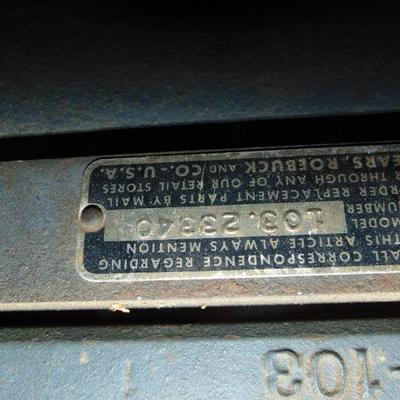 ALL CORRESPONDENCE REGARDING
THIS ARTICLE ALWAYS MENTION
MODEL
NUMBER 103.23340
ORDER REPLACEMENT PARTS BY MAIL
OR THROUGH ANY OF OUR RETAIL STORES
SEARS, ROEBUCK AND CO.-U.S.A.
-103